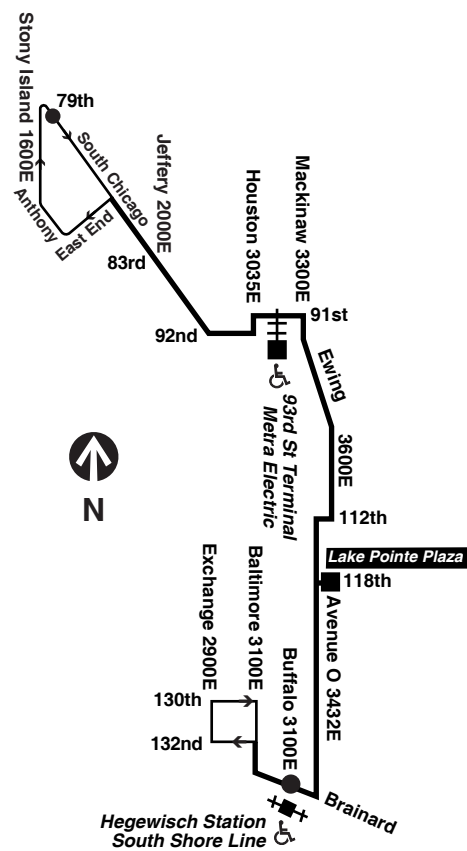 Stony Island 1600E
79th
South Chicago
Jeffery 2000E
Anthony
East End
83rd
Houston 3035E
Mackinaw 3300E
91st
92nd
Ewing
93rd St Terminal
Metra Electric
3600E
N
112th
Lake Pointe Plaza
118th
Avenue O 3432E
Exchange 2900E
Baltimore 3100E
Buffalo 3100E
130th
132nd
Brainard
Hegewisch Station
South Shore Line